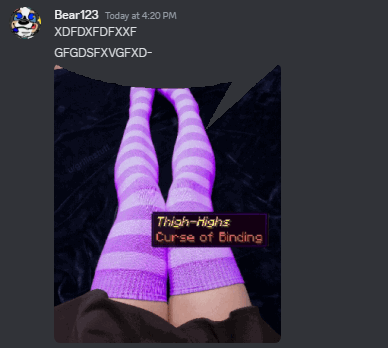 Bear123 Today at 4:20 PM
XDFDXFDFXXF
GFGDSFXVGFXD-
Thigh-Highs
Curse of Binding